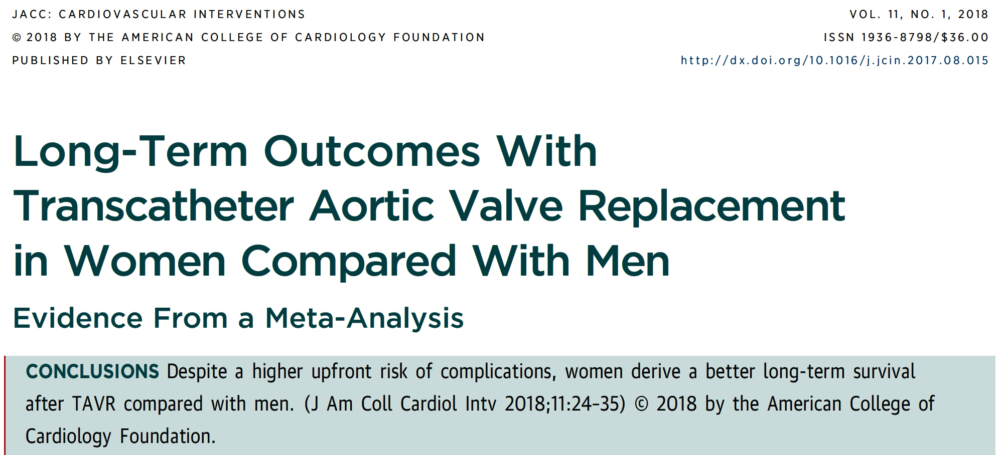 JACC: CARDIOVASCULAR INTERVENTIONS
© 2018 BY THE AMERICAN COLLEGE OF CARDIOLOGY FOUNDATION
PUBLISHED BY ELSEVIER
VOL. 11, NO. 1, 2018
ISSN 1936-8798/$36.00
http://dx.doi.org/10.1016/j.jcin.2017.08.015
Long-Term Outcomes With
Transcatheter Aortic Valve Replacement
in Women Compared With Men
Evidence From a Meta-Analysis
CONCLUSIONS Despite a higher upfront risk of complications, women derive a better long-term survival
after TAVR compared with men. (J Am Coll Cardiol Intv 2018;11:24–35) © 2018 by the American College of
Cardiology Foundation.